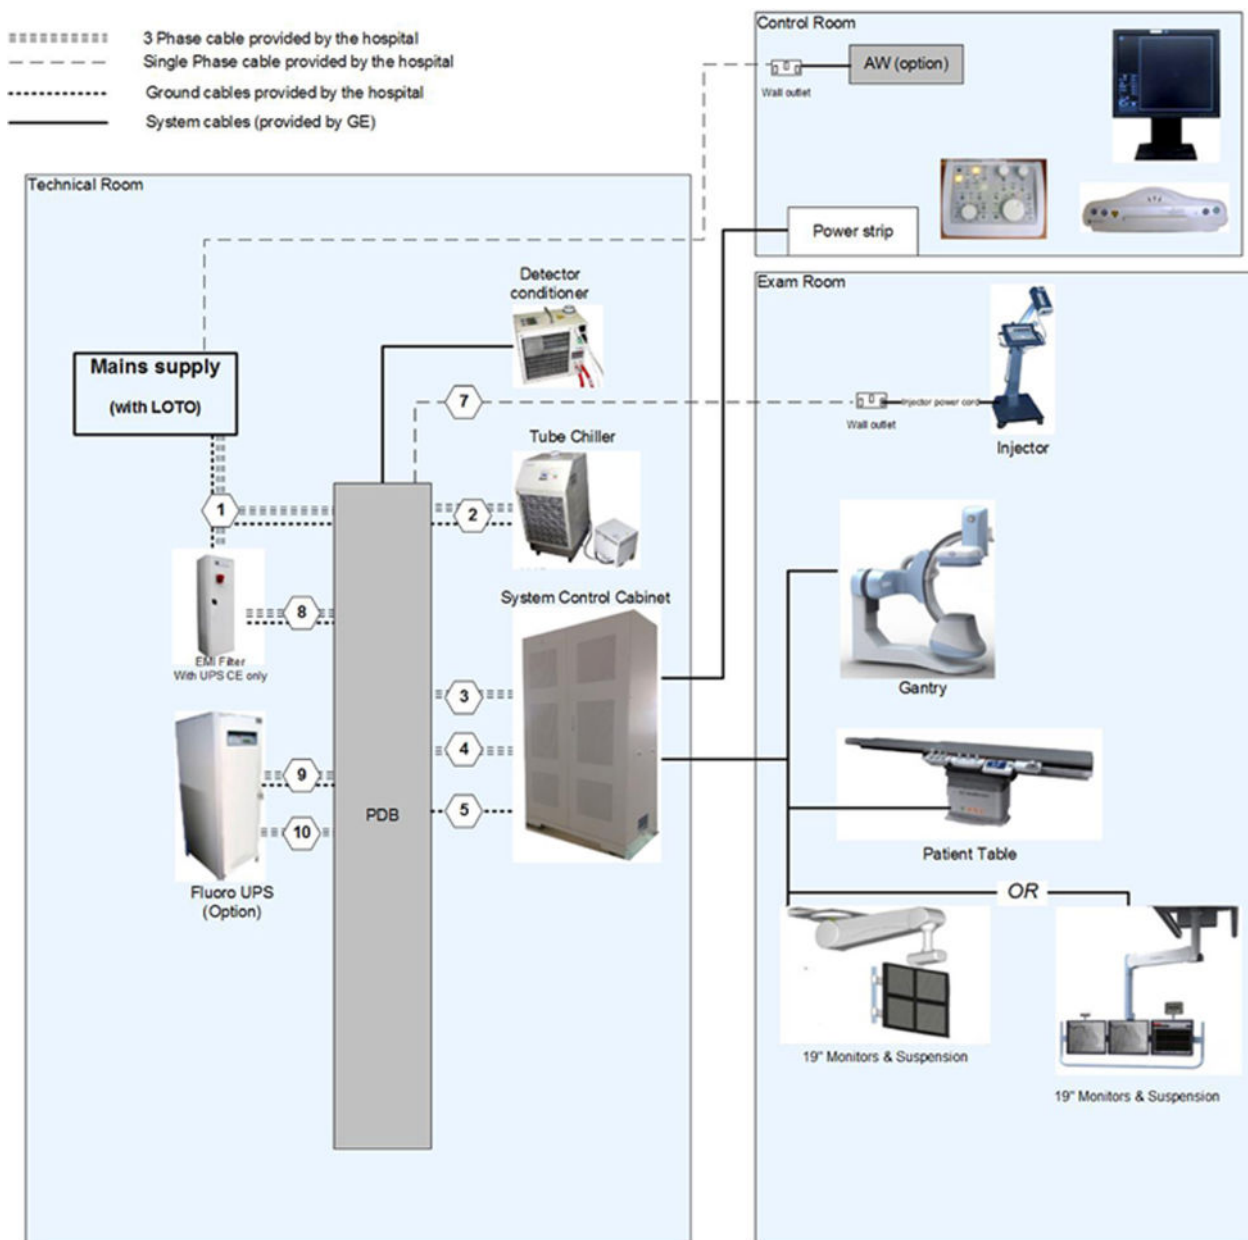 3 Phase cable provided by the hospital
Single Phase cable provided by the hospital
Ground cables provided by the hospital
System cables (provided by GE)
Control Room
AW (option)
Wall outlet
Power strip
Technical Room
Detector
conditioner
Mains supply
(with LOTO)
7
Tube Chiller
1
2
System Control Cabinet
8
EMI Filter
With UPS CE only
3
4
9
5
PDB
10
Fluoro UPS
(Option)
Exam Room
Wall outlet
Injector power cord
Injector
Gantry
Patient Table
OR
19" Monitors & Suspension
19" Monitors & Suspension